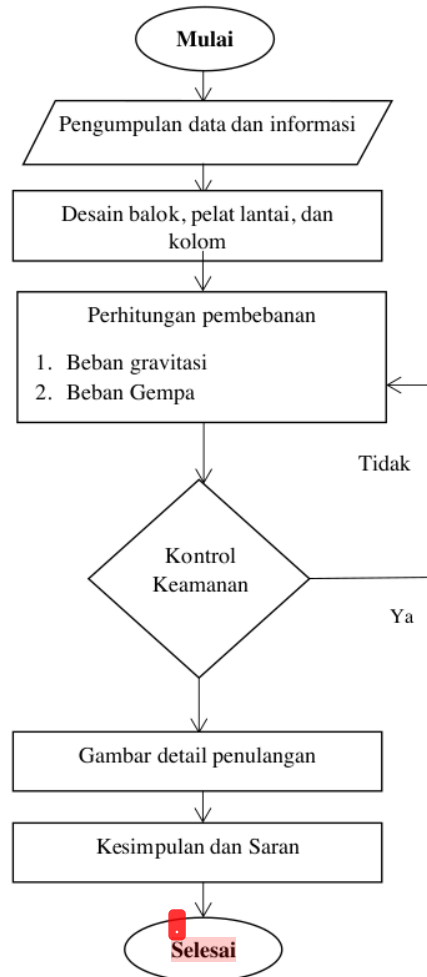 Mulai
Pengumpulan data dan informasi
Desain balok, pelat lantai, dan
kolom
Perhitungan pembebanan
1. Beban gravitasi
2. Beban Gempa
Tidak
Kontrol
Keamanan
Ya
Gambar detail penulangan
Kesimpulan dan Saran
.
Selesai